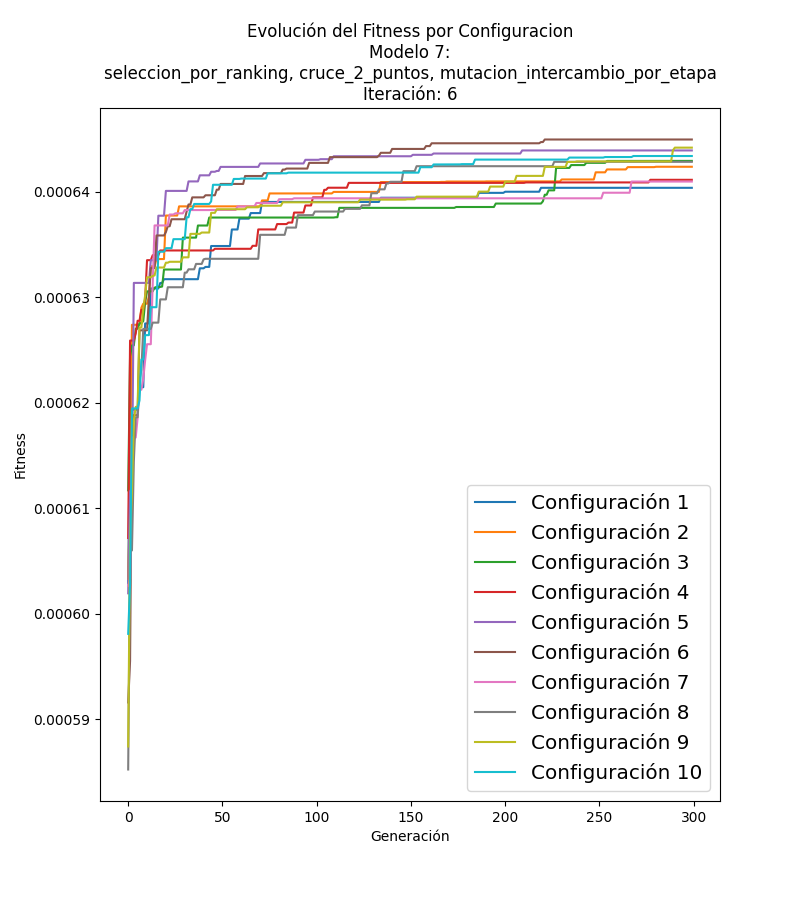 Evolución del Fitness por Configuracion
Modelo 7:
seleccion_por_ranking, cruce_2_puntos, mutacion_intercambio_por_etapa
Iteración: 6
Fitness
0.00064
0.00063
0.00062
0.00061
0.00060
0.00059
Configuración 1
Configuración 2
Configuración 3
Configuración 4
Configuración 5
Configuración 6
Configuración 7
Configuración 8
Configuración 9
Configuración 10
0 50 100 150 200 250 300
Generación